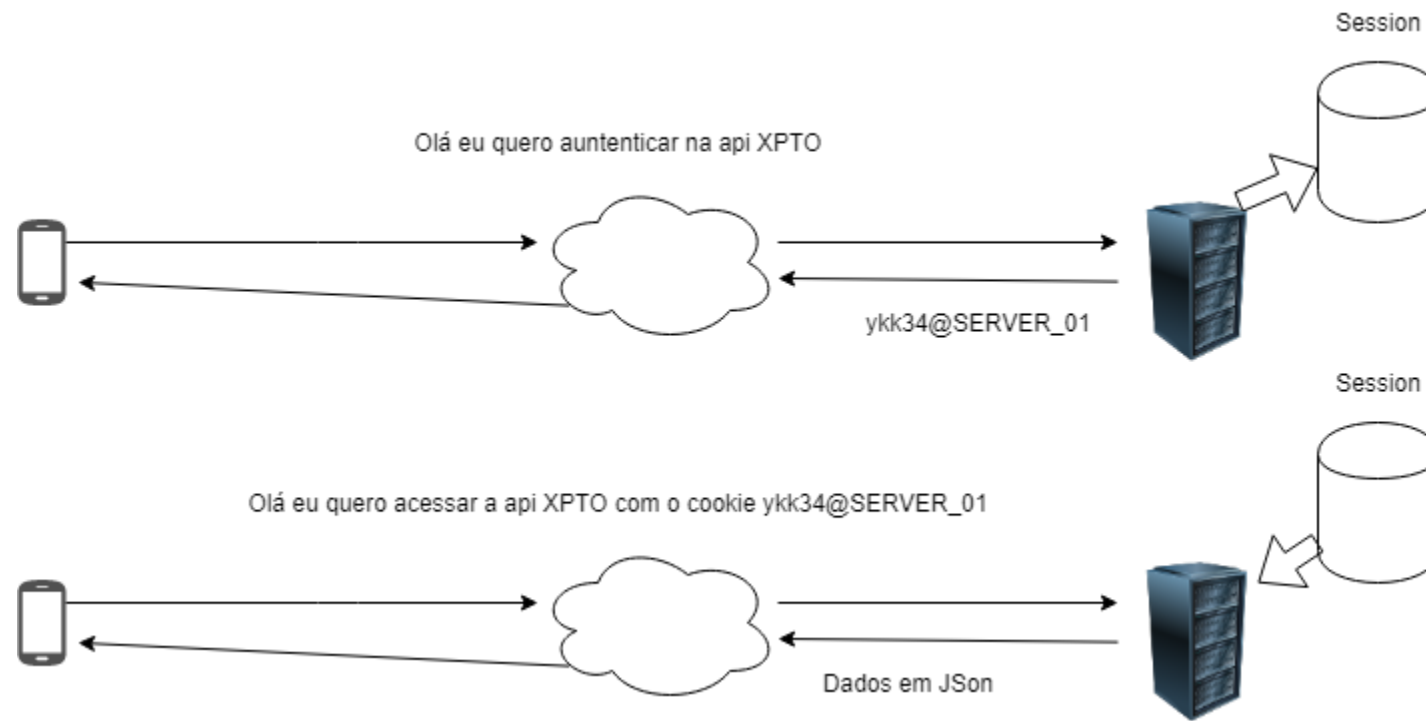 Session
Olá eu quero auntenticar na api XPTO
ykk34@SERVER_01
Session
Olá eu quero acessar a api XPTO com o cookie ykk34@SERVER_01
Dados em JSon